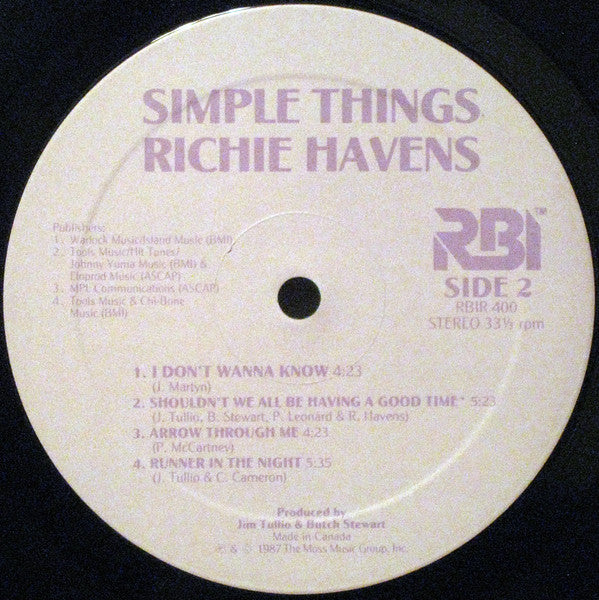 SIMPLE THINGS
RICHIE HAVENS
Publishers:
1. Warlock Music/Island Music (BMI)
2. Tools Music/Hit Tunes/
Johnny Yuma Music (BMI) &
Elnprod Music (ASCAP)
3. MPL Communications (ASCAP)
4. Tools Music & Chi-Bone
Music (BMI)
RBI™
SIDE 2
RBIR 400
STEREO 33⅓ rpm
1. I DON'T WANNA KNOW 4:23
(J. Martyn)
2. SHOULDN'T WE ALL BE HAVING A GOOD TIME* 5:23
(J. Tullio, B. Stewart, P. Leonard & R. Havens)
3. ARROW THROUGH ME 4:23
(P. McCartney)
4. RUNNER IN THE NIGHT 5:35
(J. Tullio & C. Cameron)
Produced by
Jim Tullio & Butch Stewart
Made in Canada
℗ & © 1987 The Moss Music Group, Inc.